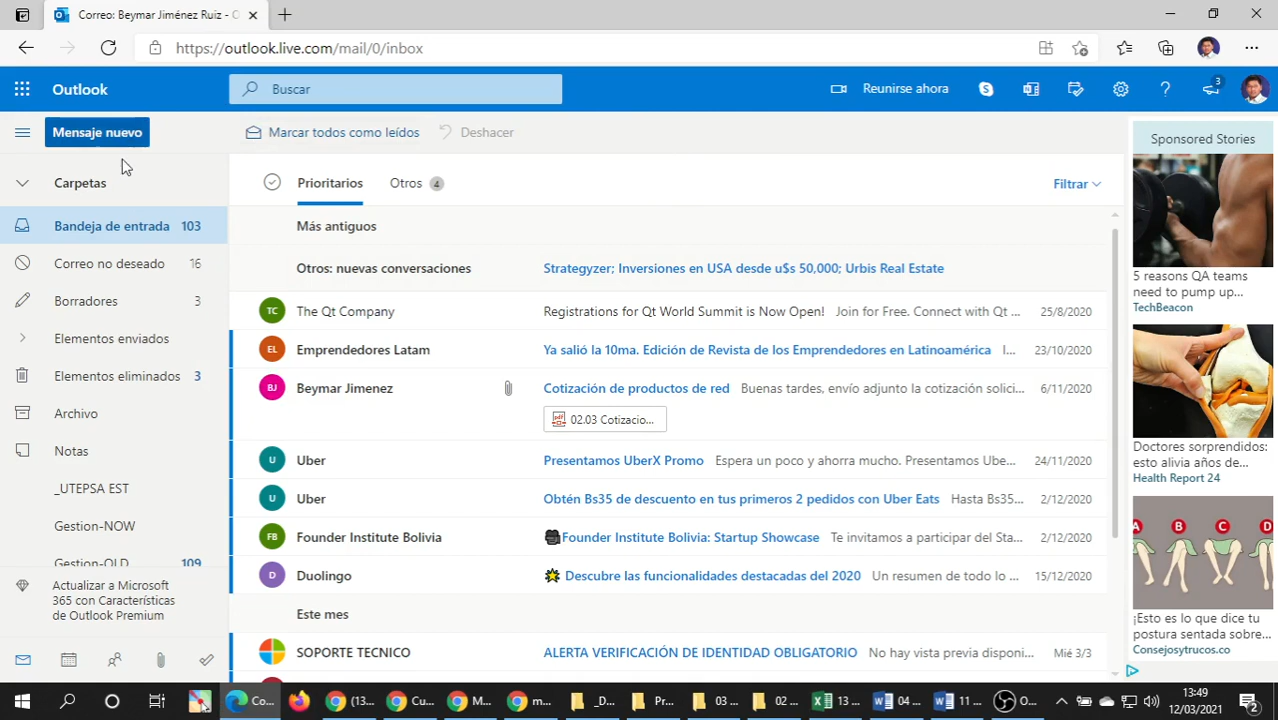 Correo: Beymar Jiménez Ruiz - O
https://outlook.live.com/mail/0/inbox
Outlook
Buscar
Reunirse ahora
3
Mensaje nuevo
Marcar todos como leídos
Deshacer
Carpetas
Bandeja de entrada 103
Correo no deseado 16
Borradores 3
Elementos enviados
Elementos eliminados 3
Archivo
Notas
_UTEPSA EST
Gestion-NOW
Gestion-OLD 109
Actualizar a Microsoft
365 con Características
de Outlook Premium
Prioritarios
Otros 4
Filtrar
Más antiguos
Otros: nuevas conversaciones Strategyzer; Inversiones en USA desde u$s 50,000; Urbis Real Estate
TC The Qt Company Registrations for Qt World Summit is Now Open! Join for Free. Connect with Qt ... 25/8/2020
EL Emprendedores Latam Ya salió la 10ma. Edición de Revista de los Emprendedores en Latinoamérica I... 23/10/2020
BJ Beymar Jimenez Cotización de productos de red Buenas tardes, envío adjunto la cotización solici... 6/11/2020
pdf 02.03 Cotizacio...
U Uber Presentamos UberX Promo Espera un poco y ahorra mucho. Presentamos Ube... 24/11/2020
U Uber Obtén Bs35 de descuento en tus primeros 2 pedidos con Uber Eats Hasta Bs35... 2/12/2020
FB Founder Institute Bolivia Founder Institute Bolivia: Startup Showcase Te invitamos a participar del Sta... 2/12/2020
D Duolingo Descubre las funcionalidades destacadas del 2020 Un resumen de todo lo ... 15/12/2020
Este mes
SOPORTE TECNICO ALERTA VERIFICACIÓN DE IDENTIDAD OBLIGATORIO No hay vista previa disponi... Mié 3/3
Sponsored Stories
5 reasons QA teams
need to pump up...
TechBeacon
Doctores sorprendidos:
esto alivia años de...
Health Report 24
A B C D
¡Esto es lo que dice tu
postura sentada sobre...
Consejosytrucos.co
Co... (13... Cu... M... m... _D... Pr... 03 ... 02 ... 13 ... 04 ... 11 ... O...
13:49
12/03/2021
2